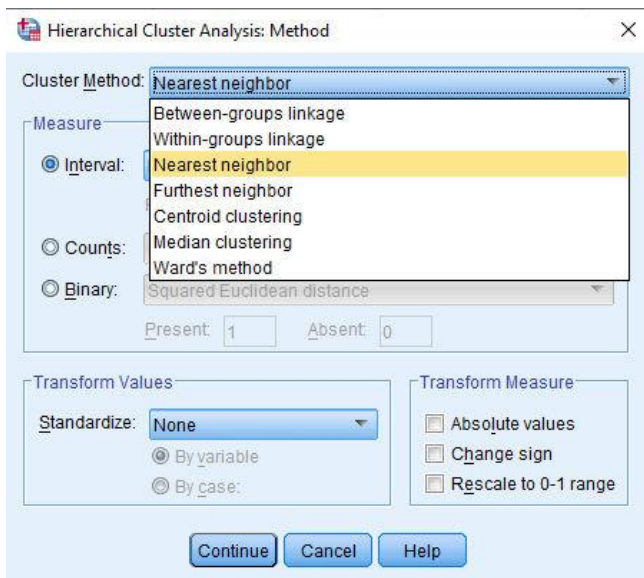 Hierarchical Cluster Analysis: Method
Cluster Method: Nearest neighbor
Between-groups linkage
Within-groups linkage
Nearest neighbor
Furthest neighbor
Centroid clustering
Median clustering
Ward's method
Measure
Interval:
Counts:
Binary: Squared Euclidean distance
Present: 1 Absent: 0
Transform Values
Standardize: None
By variable
By case:
Transform Measure
Absolute values
Change sign
Rescale to 0-1 range
Continue Cancel Help